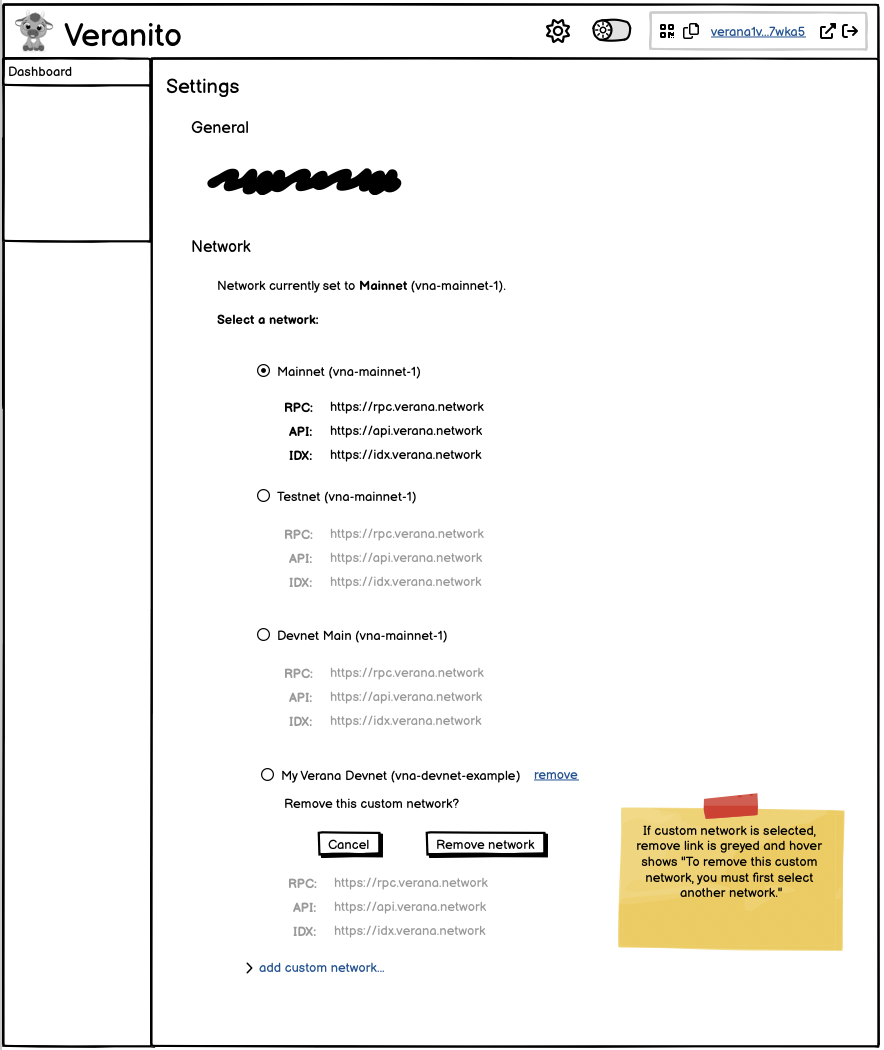 Veranito
verana1v...7wka5
Dashboard
Settings
General
Network
Network currently set to Mainnet (vna-mainnet-1).
Select a network:
Mainnet (vna-mainnet-1)
RPC: https://rpc.verana.network
API: https://api.verana.network
IDX: https://idx.verana.network
Testnet (vna-mainnet-1)
RPC: https://rpc.verana.network
API: https://api.verana.network
IDX: https://idx.verana.network
Devnet Main (vna-mainnet-1)
RPC: https://rpc.verana.network
API: https://api.verana.network
IDX: https://idx.verana.network
My Verana Devnet (vna-devnet-example) remove
Remove this custom network?
Cancel Remove network
RPC: https://rpc.verana.network
API: https://api.verana.network
IDX: https://idx.verana.network
add custom network...
If custom network is selected,
remove link is greyed and hover
shows "To remove this custom
network, you must first select
another network."